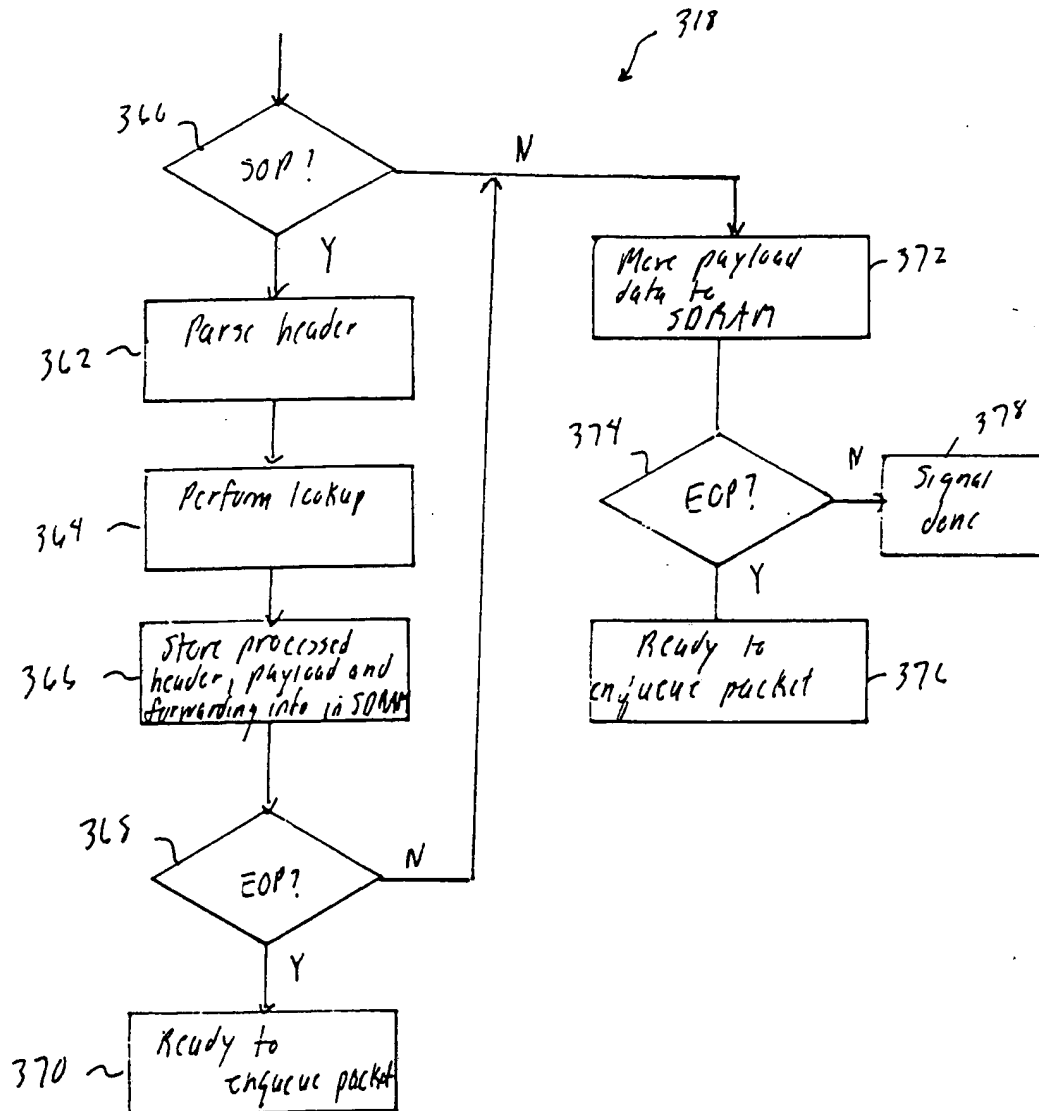 318
366
SOP?
N
Y
Move payload
data to
SDRAM
372
Parse header
362
374
EOP?
N
378
Signal
done
Perform lookup
364
Y
Store processed
header, payload and
forwarding info in SDRAM
366
Ready to
enqueue packet
376
368
EOP?
N
Y
Ready to
enqueue packet
370